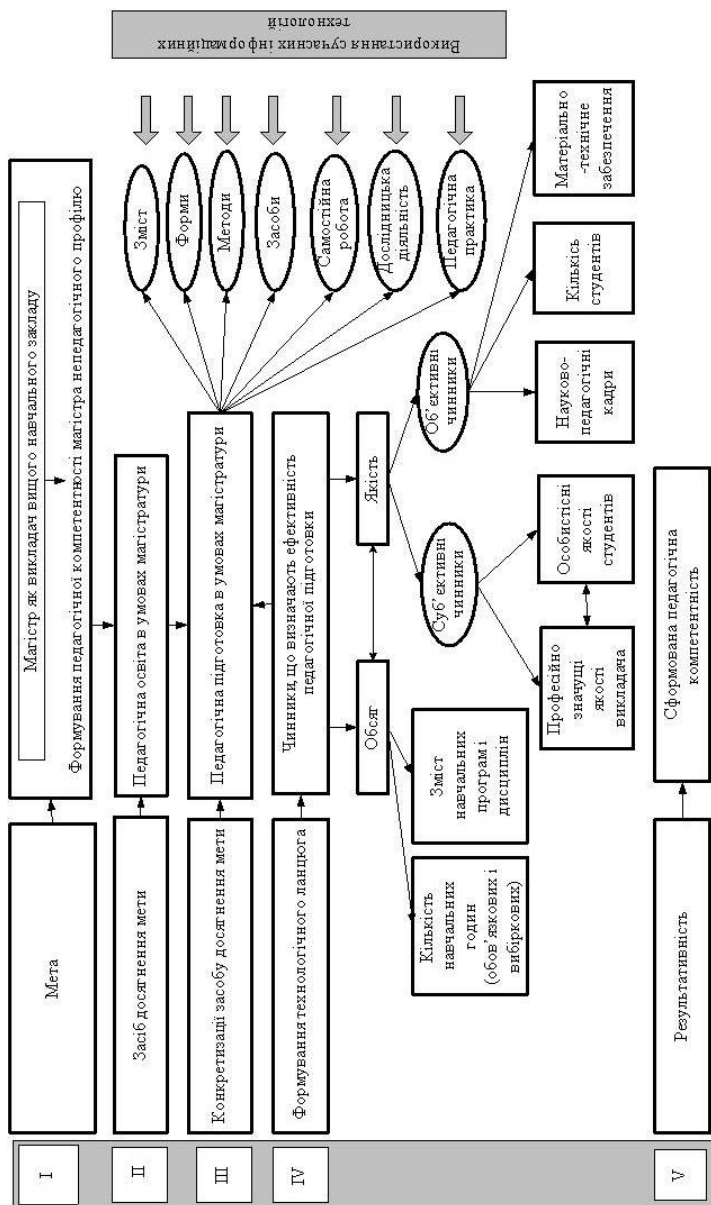 I
Мета
Магістр як викладач вищого навчального закладу
Формування педагогічної компетентності магістра непедагогічного профілю
II
Засіб досягнення мети
Педагогічна освіта в умовах магістратури
III
Конкретизації засобу досягнення мети
Педагогічна підготовка в умовах магістратури
IV
Формування технологічного ланцюга
Чинники, що визначають ефективність
педагогічної підготовки
Зміст
Форми
Методи
Засоби
Самостійна
робота
Дослідницька
діяльність
Педагогічна
практика
Використання сучасних інформаційних
технологій
Обсяг
Якість
Кількість
навчальних
годин
(обов’язкових і
вибіркових)
Зміст
навчальних
програм і
дисциплін
Суб’єктивні
чинники
Об’єктивні
чинники
Професійно
значущі
якості
викладача
Особистісні
якості
студентів
Науково-
педагогічні
кадри
Кількісь
студентів
Матеріально
-технічне
забезпечення
V
Результативність
Сформована педагогічна
компетентність